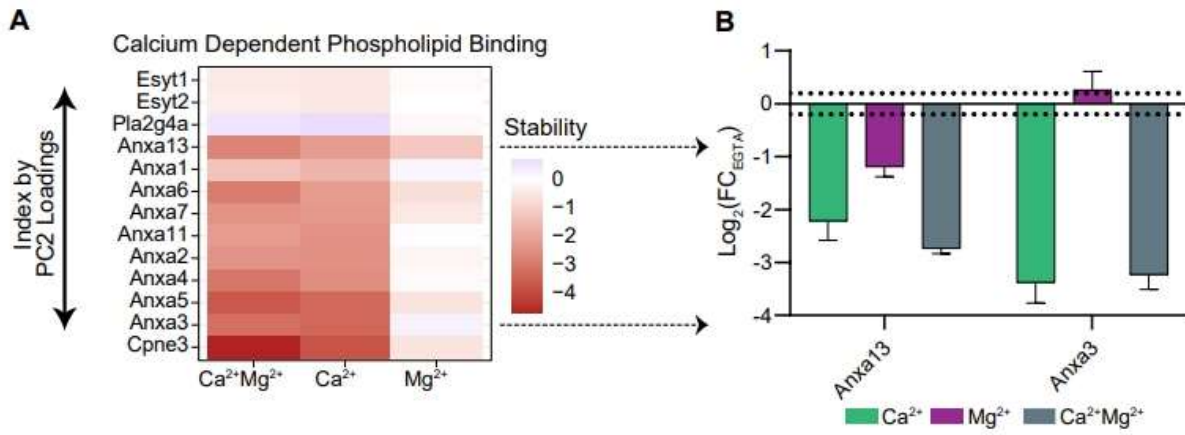 A
Calcium Dependent Phospholipid Binding
Index by
PC2 Loadings
Esyt1
Esyt2
Pla2g4a
Anxa13
Anxa1
Anxa6
Anxa7
Anxa11
Anxa2
Anxa4
Anxa5
Anxa3
Cpne3
Ca²⁺Mg²⁺
Ca²⁺
Mg²⁺
Stability
0
−1
−2
−3
−4
B
Log₂(FC_EGTA)
1
0
-1
-2
-3
-4
Anxa13
Anxa3
Ca²⁺
Mg²⁺
Ca²⁺Mg²⁺